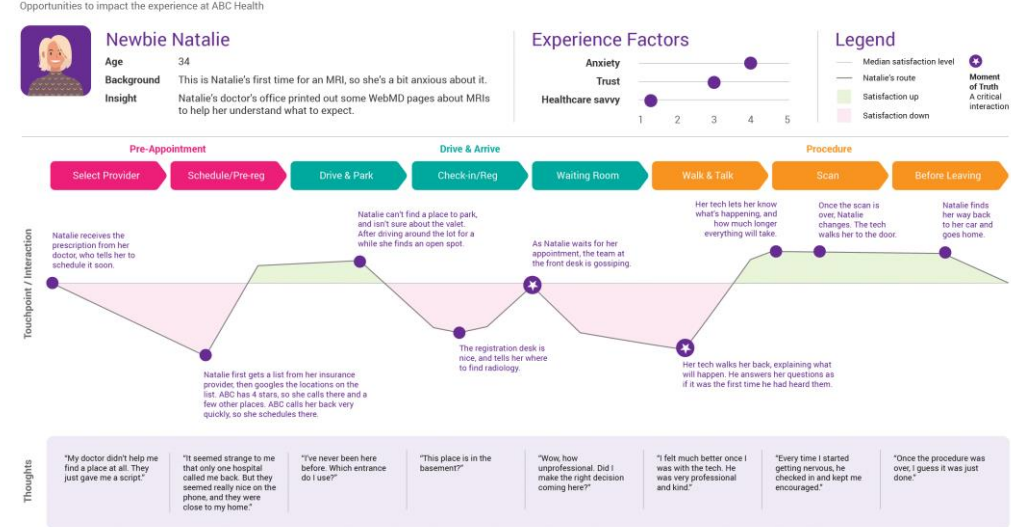 Opportunities to impact the experience at ABC Health
Newbie Natalie
Age 34
Background This is Natalie's first time for an MRI, so she's a bit anxious about it.
Insight Natalie's doctor's office printed out some WebMD pages about MRIs
to help her understand what to expect.
Experience Factors
Anxiety
Trust
Healthcare savvy
1 2 3 4 5
Legend
Median satisfaction level
Natalie's route
Satisfaction up
Satisfaction down
Moment
of Truth
A critical
interaction
Pre-Appointment
Drive & Arrive
Procedure
Select Provider
Schedule/Pre-reg
Drive & Park
Check-in/Reg
Waiting Room
Walk & Talk
Scan
Before Leaving
Touchpoint / Interaction
Natalie receives the
prescription from her
doctor, who tells her to
schedule it soon.
Natalie first gets a list from her insurance
provider, then googles the locations on the
list. ABC has 4 stars, so she calls there and a
few other places. ABC calls her back very
quickly, so she schedules there.
Natalie can't find a place to park,
and isn't sure about the valet.
After driving around the lot for a
while she finds an open spot.
The registration desk is
nice, and tells her where
to find radiology.
As Natalie waits for her
appointment, the team at
the front desk is gossiping.
Her tech walks her back, explaining what
will happen. He answers her questions as
if it was the first time he had heard them.
Her tech lets her know
what's happening, and
how much longer
everything will take.
Once the scan is
over, Natalie
changes. The tech
walks her to the door.
Natalie finds
her way back
to her car and
goes home.
Thoughts
"My doctor didn't help me
find a place at all. They
just gave me a script."
"It seemed strange to me
that only one hospital
called me back. But they
seemed really nice on the
phone, and they were
close to my home."
"I've never been here
before. Which entrance
do I use?"
"This place is in the
basement?"
"Wow, how
unprofessional. Did I
make the right decision
coming here?"
"I felt much better once I
was with the tech. He
was very professional
and kind."
"Every time I started
getting nervous, he
checked in and kept me
encouraged."
"Once the procedure was
over, I guess it was just
done."